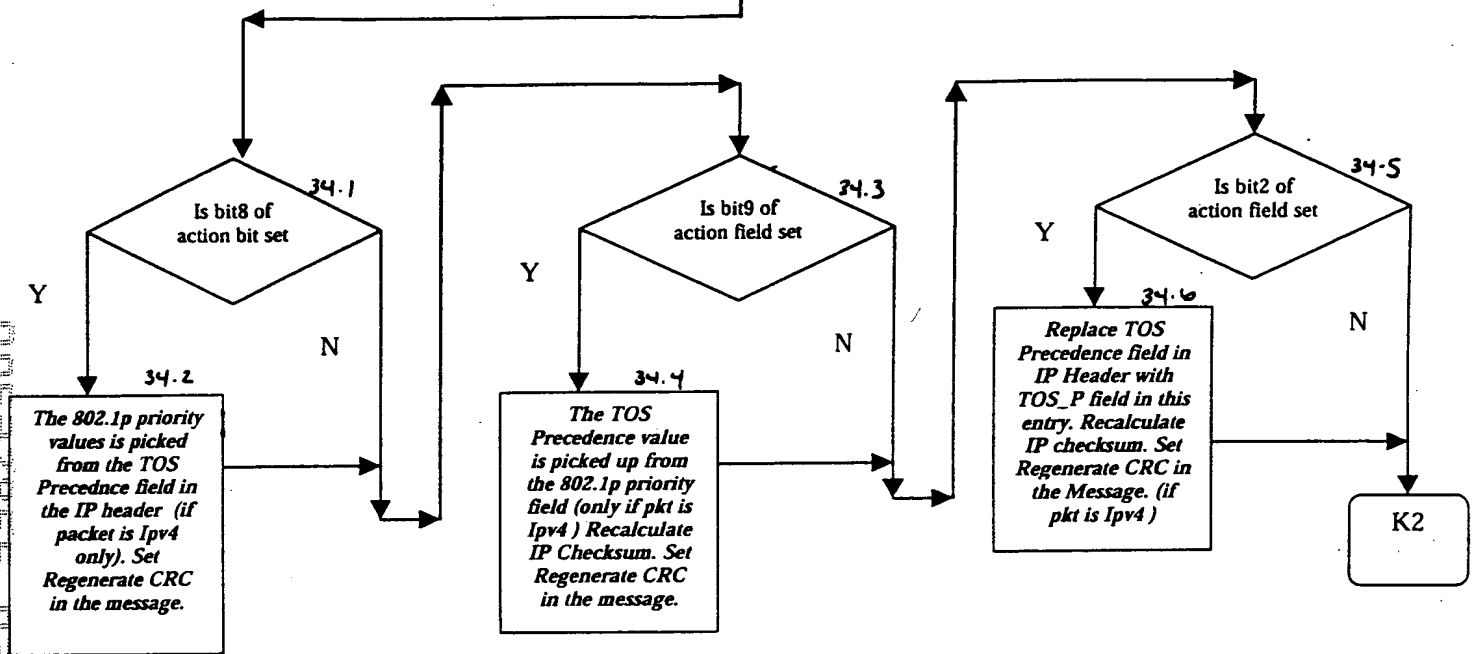 34.1
Is bit8 of
action bit set
Y
N
34.2
The 802.1p priority
values is picked
from the TOS
Precednce field in
the IP header (if
packet is Ipv4
only). Set
Regenerate CRC
in the message.
34.3
Is bit9 of
action field set
Y
N
34.4
The TOS
Precedence value
is picked up from
the 802.1p priority
field (only if pkt is
Ipv4 ) Recalculate
IP Checksum. Set
Regenerate CRC
in the message.
34.5
Is bit2 of
action field set
Y
N
34.6
Replace TOS
Precedence field in
IP Header with
TOS_P field in this
entry. Recalculate
IP checksum. Set
Regenerate CRC in
the Message. (if
pkt is Ipv4 )
K2